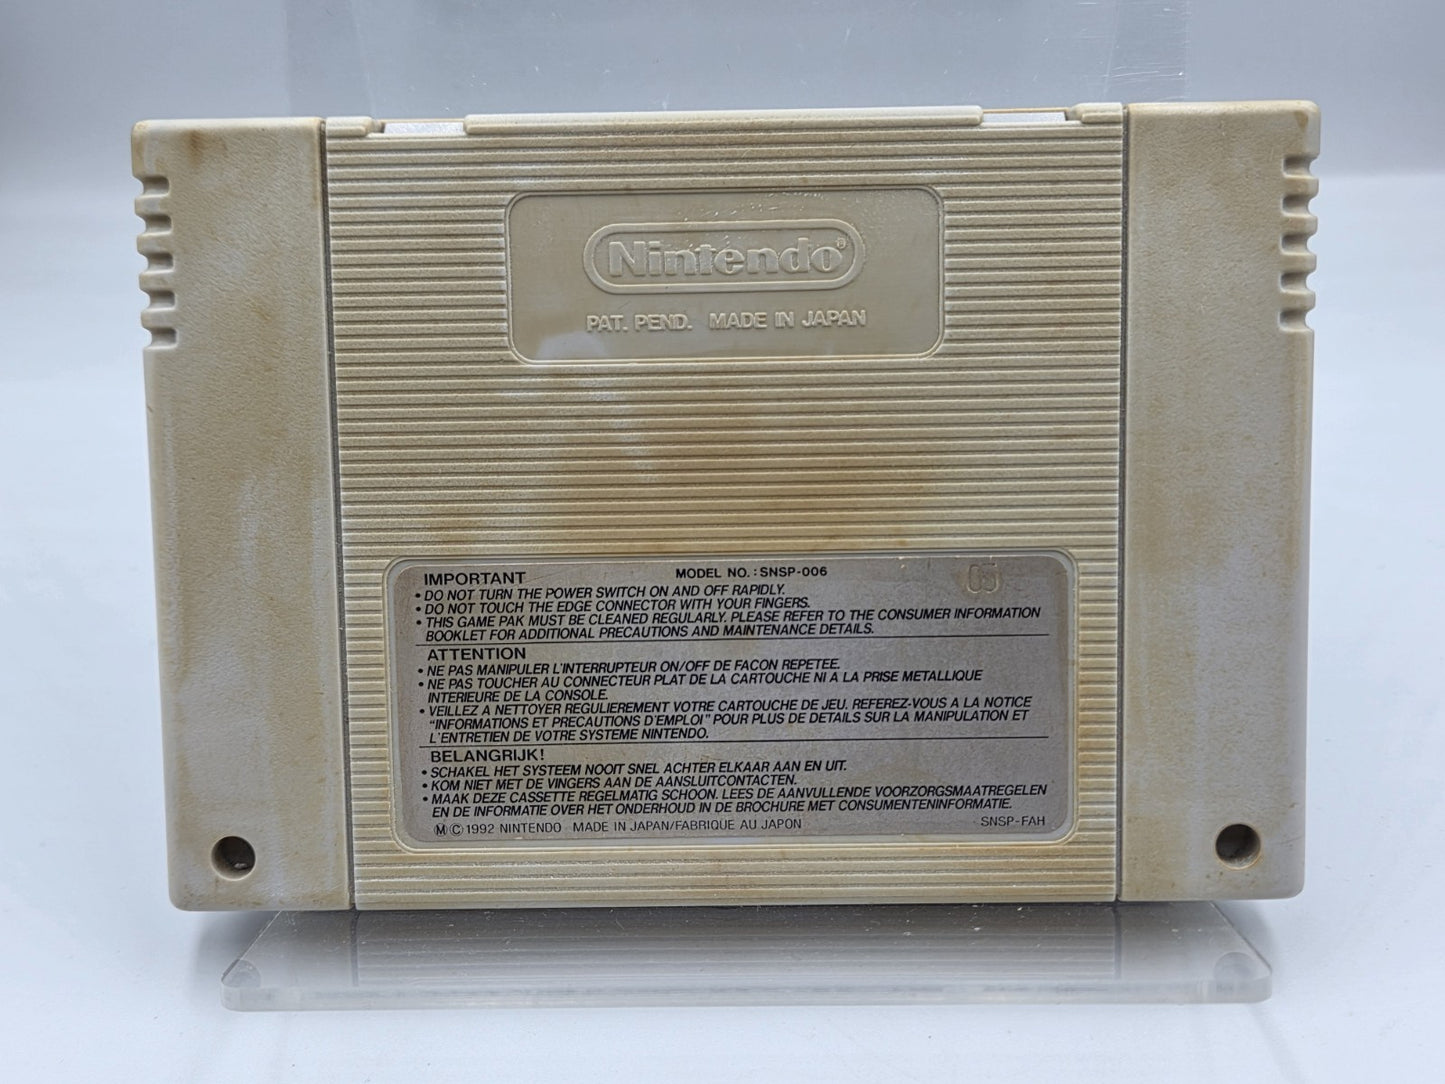 Nintendo®
PAT. PEND. MADE IN JAPAN
IMPORTANT MODEL NO.: SNSP-006 05
• DO NOT TURN THE POWER SWITCH ON AND OFF RAPIDLY.
• DO NOT TOUCH THE EDGE CONNECTOR WITH YOUR FINGERS.
• THIS GAME PAK MUST BE CLEANED REGULARLY. PLEASE REFER TO THE CONSUMER INFORMATION
BOOKLET FOR ADDITIONAL PRECAUTIONS AND MAINTENANCE DETAILS.
ATTENTION
• NE PAS MANIPULER L'INTERRUPTEUR ON/OFF DE FACON REPETEE.
• NE PAS TOUCHER AU CONNECTEUR PLAT DE LA CARTOUCHE NI A LA PRISE METALLIQUE
INTERIEURE DE LA CONSOLE.
• VEILLEZ A NETTOYER REGULIEREMENT VOTRE CARTOUCHE DE JEU. REFEREZ-VOUS A LA NOTICE
"INFORMATIONS ET PRECAUTIONS D'EMPLOI" POUR PLUS DE DETAILS SUR LA MANIPULATION ET
L'ENTRETIEN DE VOTRE SYSTEME NINTENDO.
BELANGRIJK!
• SCHAKEL HET SYSTEEM NOOIT SNEL ACHTER ELKAAR AAN EN UIT.
• KOM NIET MET DE VINGERS AAN DE AANSLUITCONTACTEN.
• MAAK DEZE CASSETTE REGELMATIG SCHOON. LEES DE AANVULLENDE VOORZORGSMAATREGELEN
EN DE INFORMATIE OVER HET ONDERHOUD IN DE BROCHURE MET CONSUMENTENINFORMATIE.
Ⓜ © 1992 NINTENDO MADE IN JAPAN/FABRIQUE AU JAPON SNSP-FAH